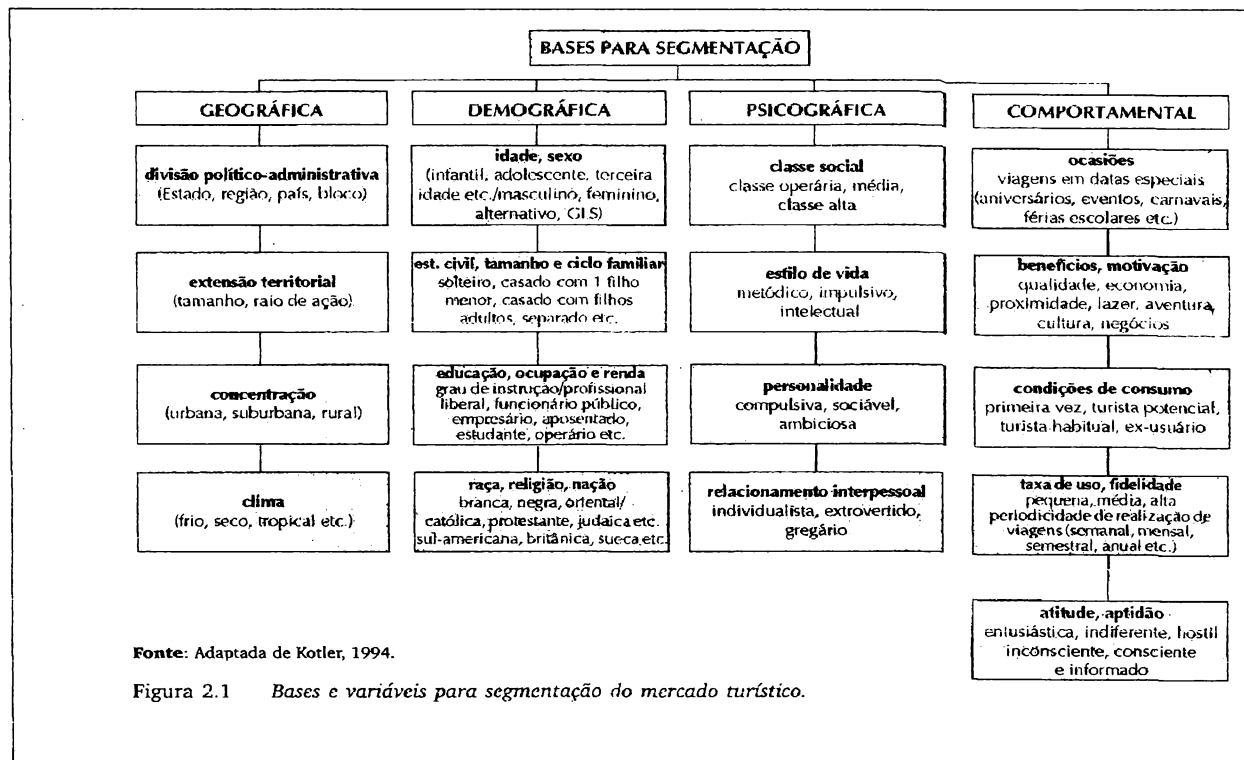 BASES PARA SEGMENTAÇÃO
GEOGRÁFICA
divisão político-administrativa
(Estado, região, país, bloco)
extensão territorial
(tamanho, raio de ação)
concentração
(urbana, suburbana, rural)
clima
(frio, seco, tropical etc.)
DEMOGRÁFICA
idade, sexo
(infantil, adolescente, terceira
idade etc./masculino, feminino,
alternativo, GLS)
est. civil, tamanho e ciclo familiar
solteiro, casado com 1 filho
menor, casado com filhos
adultos, separado etc.
educação, ocupação e renda
grau de instrução/profissional
liberal, funcionário público,
empresário, aposentado,
estudante, operário etc.
raça, religião, nação
branca, negra, oriental/
católica, protestante, judaica etc.
sul-americana, britânica, sueca etc.
PSICOGRÁFICA
classe social
classe operária, média,
classe alta
estilo de vida
metódico, impulsivo,
intelectual
personalidade
compulsiva, sociável,
ambiciosa
relacionamento interpessoal
individualista, extrovertido,
gregário
COMPORTAMENTAL
ocasiões
viagens em datas especiais
(aniversários, eventos, carnavais,
férias escolares etc.)
benefícios, motivação
qualidade, economia,
proximidade, lazer, aventura,
cultura, negócios
condições de consumo
primeira vez, turista potencial,
turista habitual, ex-usuário
taxa de uso, fidelidade
pequena, média, alta
periodicidade de realização de
viagens (semanal, mensal,
semestral, anual etc.)
atitude, aptidão
entusiástica, indiferente, hostil
inconsciente, consciente
e informado
Fonte: Adaptada de Kotler, 1994.
Figura 2.1 Bases e variáveis para segmentação do mercado turístico.